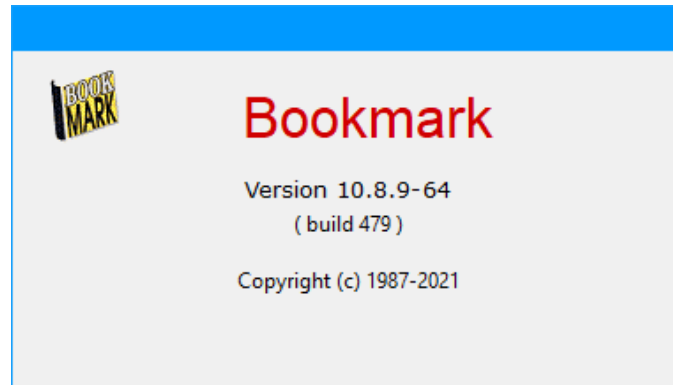 BOOK
MARK
Bookmark
Version 10.8.9-64
( build 479 )
Copyright (c) 1987-2021